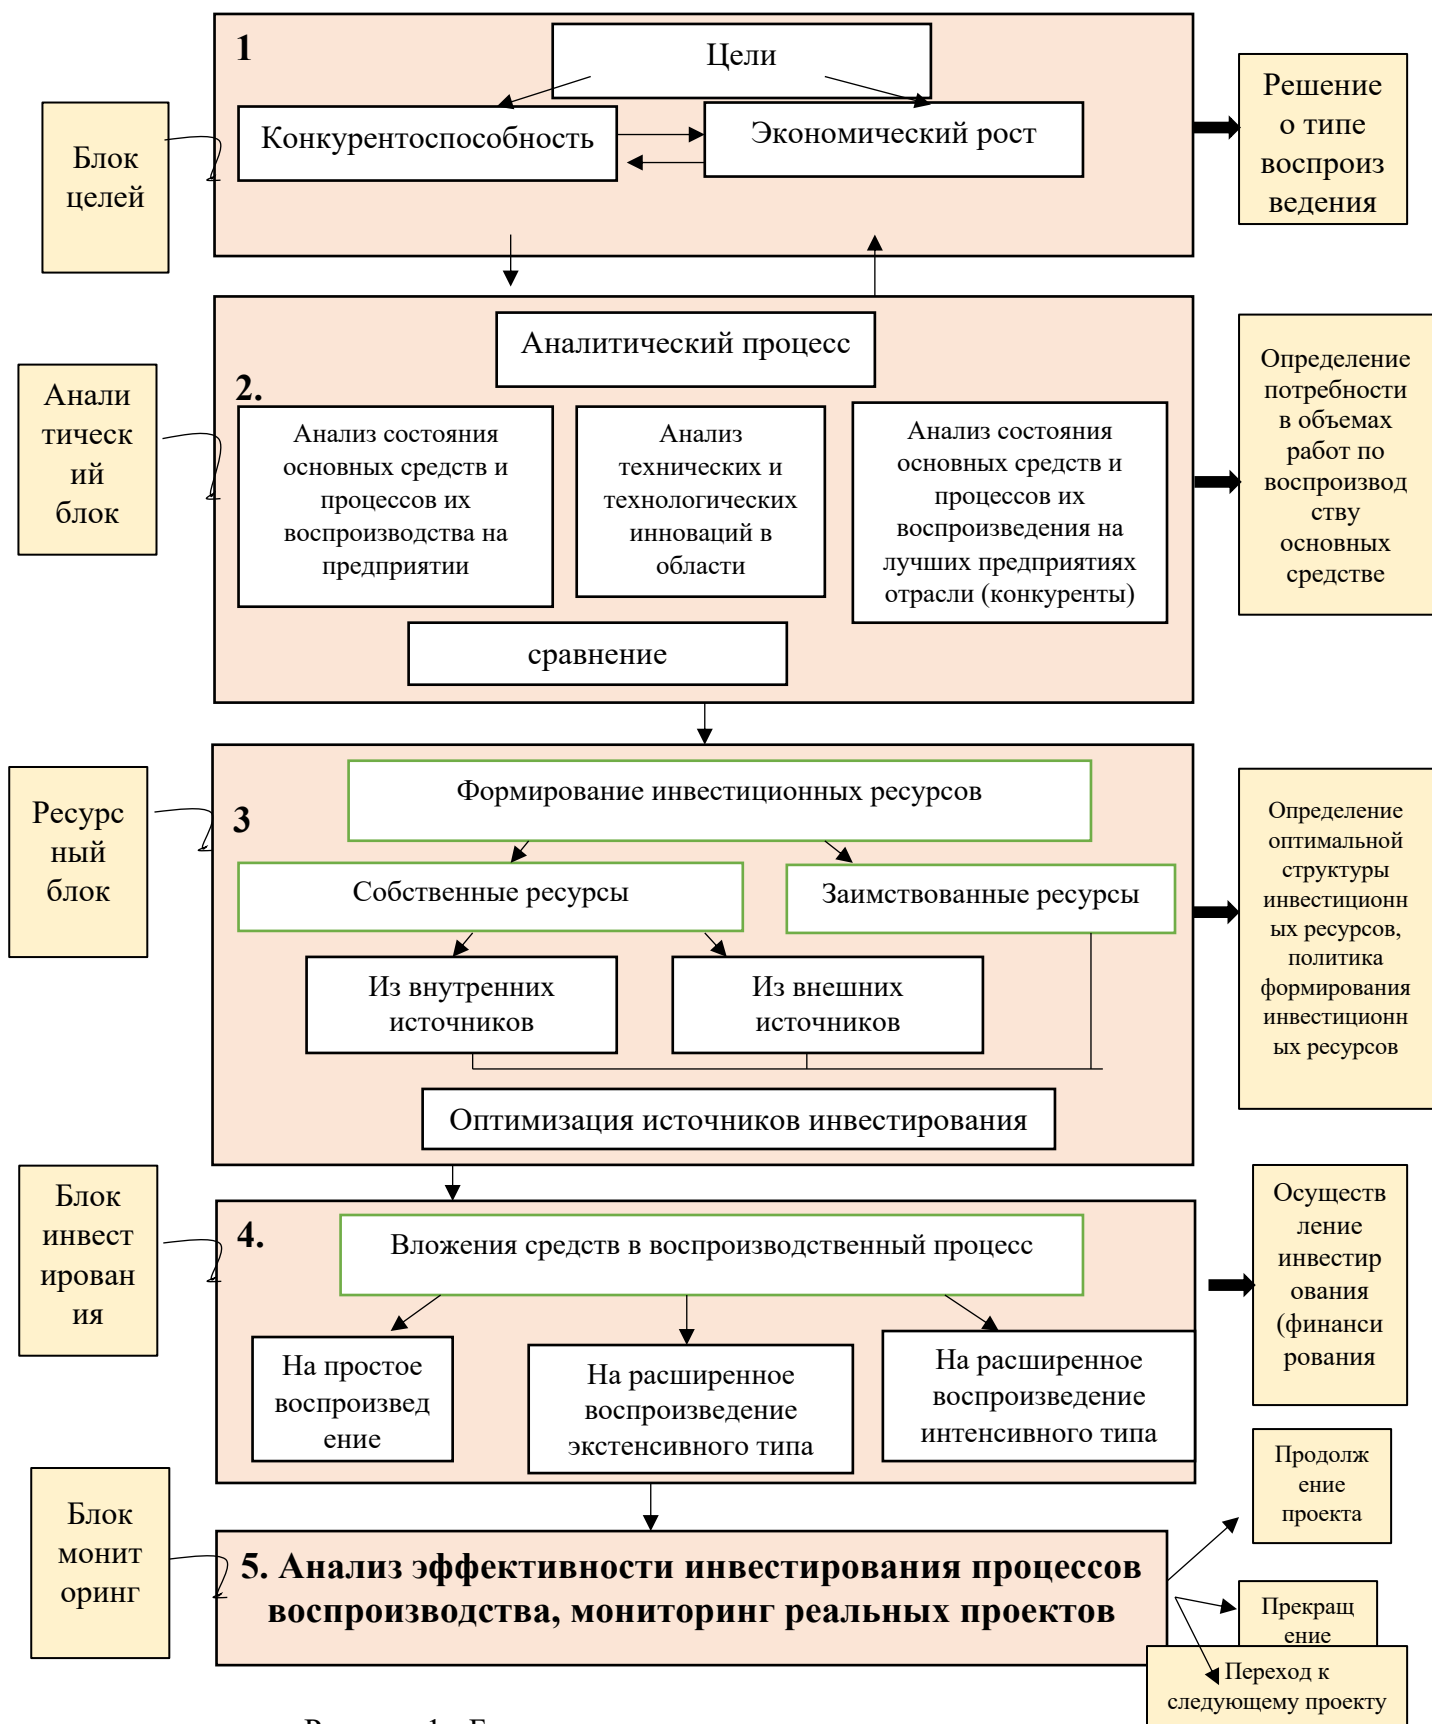 1
Цели
Конкурентоспособность
Экономический рост
Блок
целей
Решение
о типе
воспроиз
ведения
Аналитический процесс
2.
Анали
тическ
ий
блок
Анализ состояния
основных средств и
процессов их
воспроизводства на
предприятии
Анализ
технических и
технологических
инноваций в
области
Анализ состояния
основных средств и
процессов их
воспроизведения на
лучших предприятиях
отрасли (конкуренты)
сравнение
Определение
потребности
в объемах
работ по
воспроизвод
ству
основных
средстве
Ресурс
ный
блок
3
Формирование инвестиционных ресурсов
Собственные ресурсы
Заимствованные ресурсы
Из внутренних
источников
Из внешних
источников
Оптимизация источников инвестирования
Определение
оптимальной
структуры
инвестиционн
ых ресурсов,
политика
формирования
инвестиционн
ых ресурсов
Блок
инвест
ирован
ия
4.
Вложения средств в воспроизводственный процесс
На простое
воспроизвед
ение
На расширенное
воспроизведение
экстенсивного типа
На расширенное
воспроизведение
интенсивного типа
Осуществ
ление
инвестир
ования
(финанси
рования
Блок
монит
оринг
5. Анализ эффективности инвестирования процессов
воспроизводства, мониторинг реальных проектов
Продолж
ение
проекта
Прекращ
ение
Переход к
следующему проекту